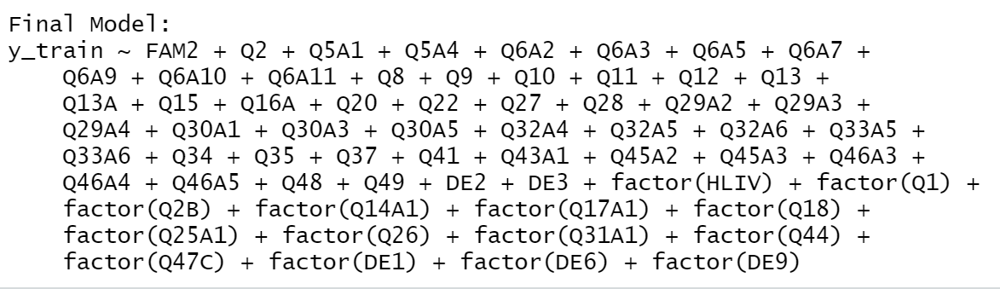 Final Model:
y_train ~ FAM2 + Q2 + Q5A1 + Q5A4 + Q6A2 + Q6A3 + Q6A5 + Q6A7 +
Q6A9 + Q6A10 + Q6A11 + Q8 + Q9 + Q10 + Q11 + Q12 + Q13 +
Q13A + Q15 + Q16A + Q20 + Q22 + Q27 + Q28 + Q29A2 + Q29A3 +
Q29A4 + Q30A1 + Q30A3 + Q30A5 + Q32A4 + Q32A5 + Q32A6 + Q33A5 +
Q33A6 + Q34 + Q35 + Q37 + Q41 + Q43A1 + Q45A2 + Q45A3 + Q46A3 +
Q46A4 + Q46A5 + Q48 + Q49 + DE2 + DE3 + factor(HLIV) + factor(Q1) +
factor(Q2B) + factor(Q14A1) + factor(Q17A1) + factor(Q18) +
factor(Q25A1) + factor(Q26) + factor(Q31A1) + factor(Q44) +
factor(Q47C) + factor(DE1) + factor(DE6) + factor(DE9)